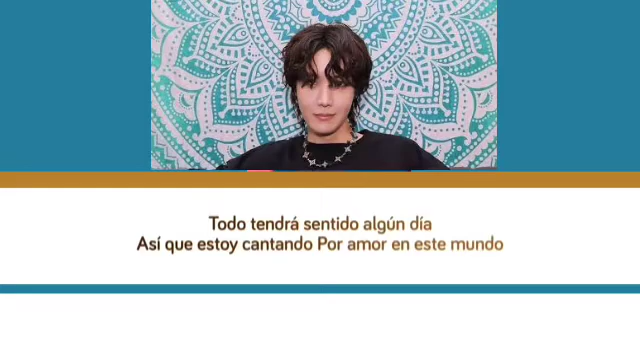 Todo tendrá sentido algún día
Así que estoy cantando Por amor en este mundo